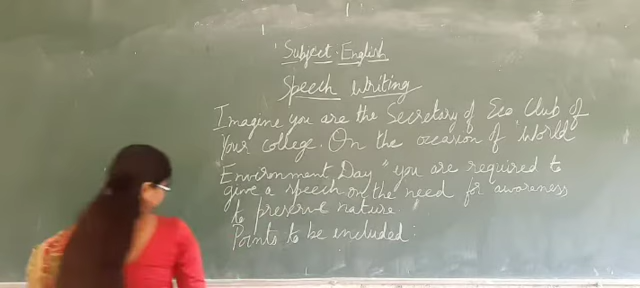 Subject. English
Speech Writing
Imagine you are the Secretary of Eco Club of
Your college. On the occasion of "World
Environment Day" you are required to
give a speech on the need for awareness
to preserve nature.
Points to be included: